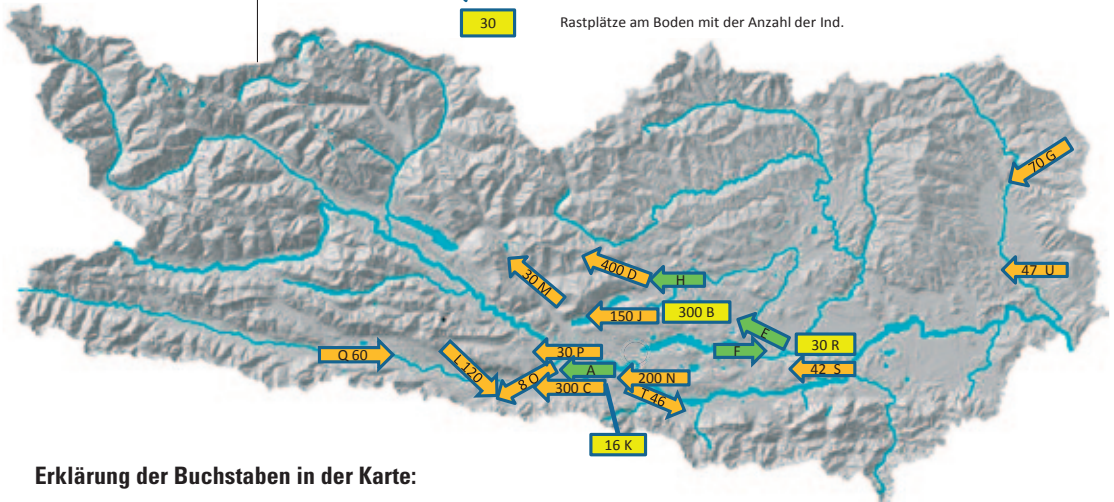 30 Rastplätze am Boden mit der Anzahl der Ind.
70 G
400 D
H
47 U
30 M
150 J
300 B
E
30 R
F
30 P
Q 60
L 120
A
42 S
8 O
200 N
300 C
T 46
16 K
Erklärung der Buchstaben in der Karte: